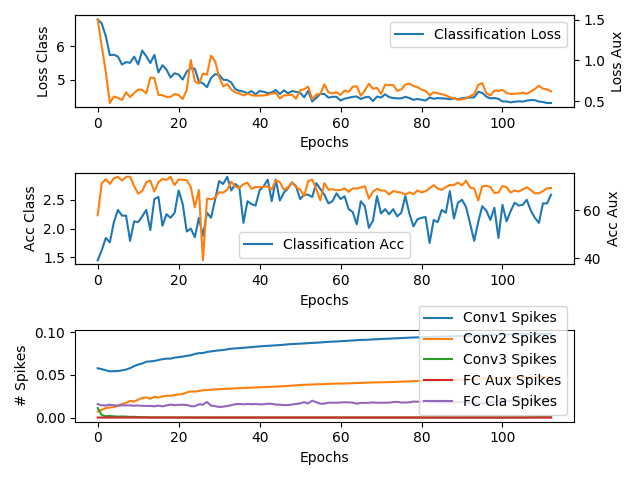 Classification Loss
Loss Class
6
5
1.5
1.0
0.5
Loss Aux
0 20 40 60 80 100
Epochs
Acc Class
2.5
2.0
1.5
60
40
Acc Aux
Classification Acc
0 20 40 60 80 100
Epochs
# Spikes
0.10
0.05
0.00
Conv1 Spikes
Conv2 Spikes
Conv3 Spikes
FC Aux Spikes
FC Cla Spikes
0 20 40 60 80 100
Epochs